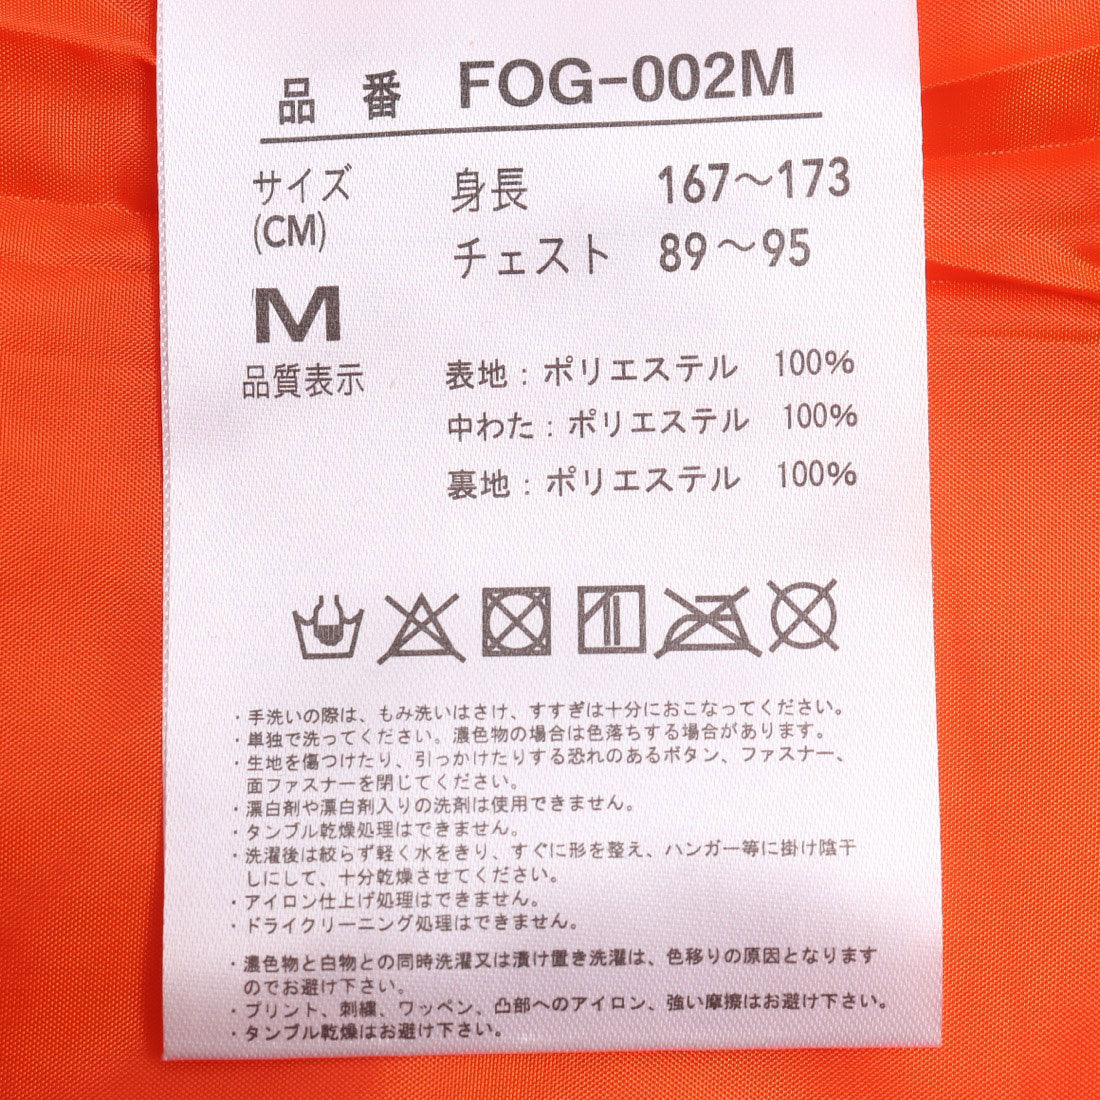 品 番 FOG-002M
サイズ 身長 167～173
(CM) チェスト 89～95
M
品質表示 表地：ポリエステル 100%
中わた：ポリエステル 100%
裏地：ポリエステル 100%
・手洗いの際は、もみ洗いはさけ、すすぎは十分におこなってください。
・単独で洗ってください。濃色物の場合は色落ちする場合があります。
・生地を傷つけたり、引っかけたりする恐れのあるボタン、ファスナー、
面ファスナーを閉じてください。
・漂白剤や漂白剤入りの洗剤は使用できません。
・タンブル乾燥処理はできません。
・洗濯後は絞らず軽く水をきり、すぐに形を整え、ハンガー等に掛け陰干
しにして、十分乾燥させてください。
・アイロン仕上げ処理はできません。
・ドライクリーニング処理はできません。
・濃色物と白物との同時洗濯又は漬け置き洗濯は、色移りの原因となります
のでお避け下さい。
・プリント、刺繍、ワッペン、凸部へのアイロン、強い摩擦はお避け下さい。
・タンブル乾燥はお避け下さい。